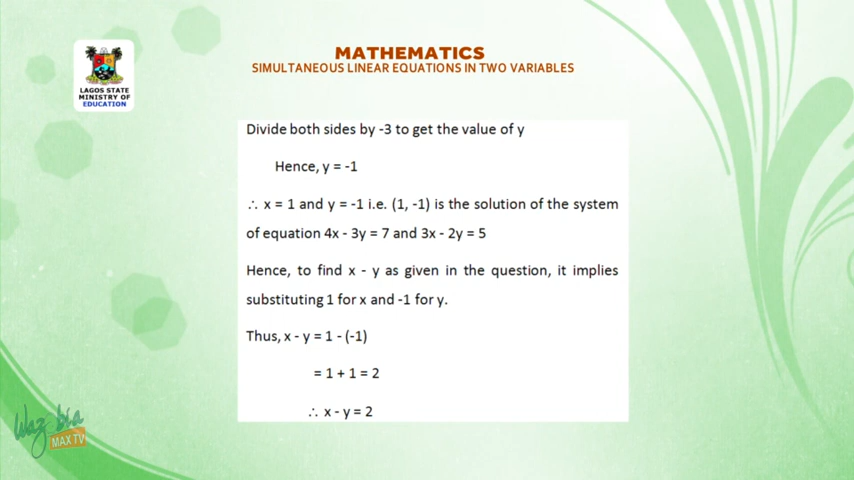 MATHEMATICS
SIMULTANEOUS LINEAR EQUATIONS IN TWO VARIABLES
LAGOS STATE
MINISTRY OF
EDUCATION
Divide both sides by -3 to get the value of y
Hence, y = -1
∴ x = 1 and y = -1 i.e. (1, -1) is the solution of the system
of equation 4x - 3y = 7 and 3x - 2y = 5
Hence, to find x - y as given in the question, it implies
substituting 1 for x and -1 for y.
Thus, x - y = 1 - (-1)
= 1 + 1 = 2
∴ x - y = 2
Wazobia
MAX TV